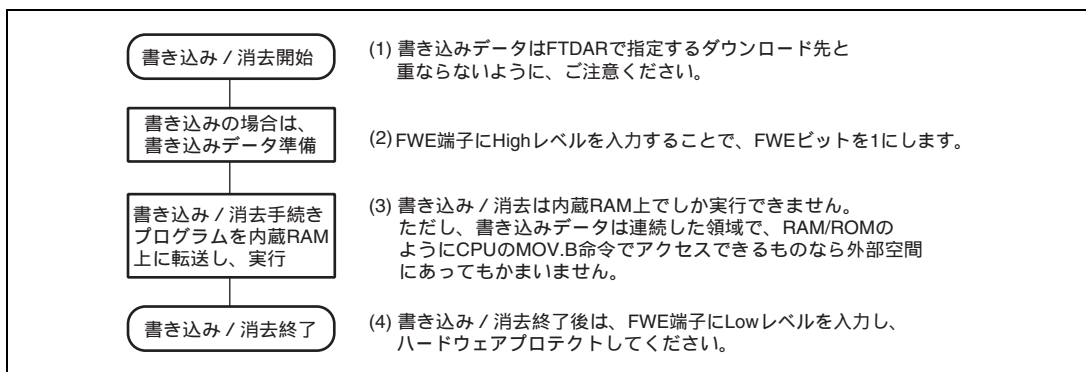 書き込み / 消去開始
(1) 書き込みデータはFTDARで指定するダウンロード先と
重ならないように、ご注意ください。
書き込みの場合は、
書き込みデータ準備
(2) FWE端子にHighレベルを入力することで、FWEビットを1にします。
書き込み / 消去手続き
プログラムを内蔵RAM
上に転送し、実行
(3) 書き込み / 消去は内蔵RAM上でしか実行できません。
ただし、書き込みデータは連続した領域で、RAM/ROMの
ようにCPUのMOV.B命令でアクセスできるものなら外部空間
にあってもかまいません。
書き込み / 消去終了
(4) 書き込み / 消去終了後は、FWE端子にLowレベルを入力し、
ハードウェアプロテクトしてください。